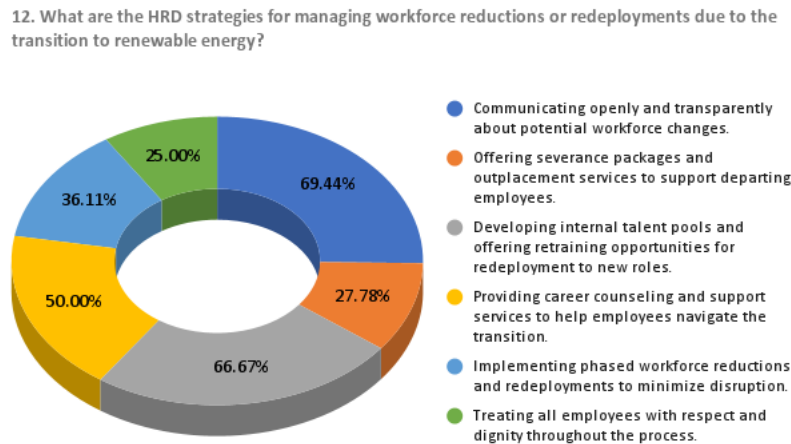 12. What are the HRD strategies for managing workforce reductions or redeployments due to the
transition to renewable energy?
25.00%
69.44%
36.11%
50.00%
27.78%
66.67%
Communicating openly and transparently
about potential workforce changes.
Offering severance packages and
outplacement services to support departing
employees.
Developing internal talent pools and
offering retraining opportunities for
redeployment to new roles.
Providing career counseling and support
services to help employees navigate the
transition.
Implementing phased workforce reductions
and redeployments to minimize disruption.
Treating all employees with respect and
dignity throughout the process.